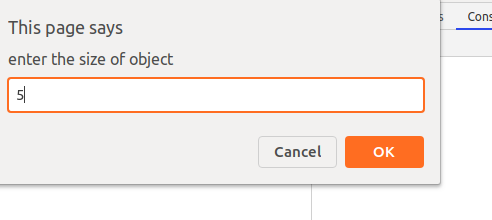 This page says
Cons
enter the size of object
5
Cancel
OK